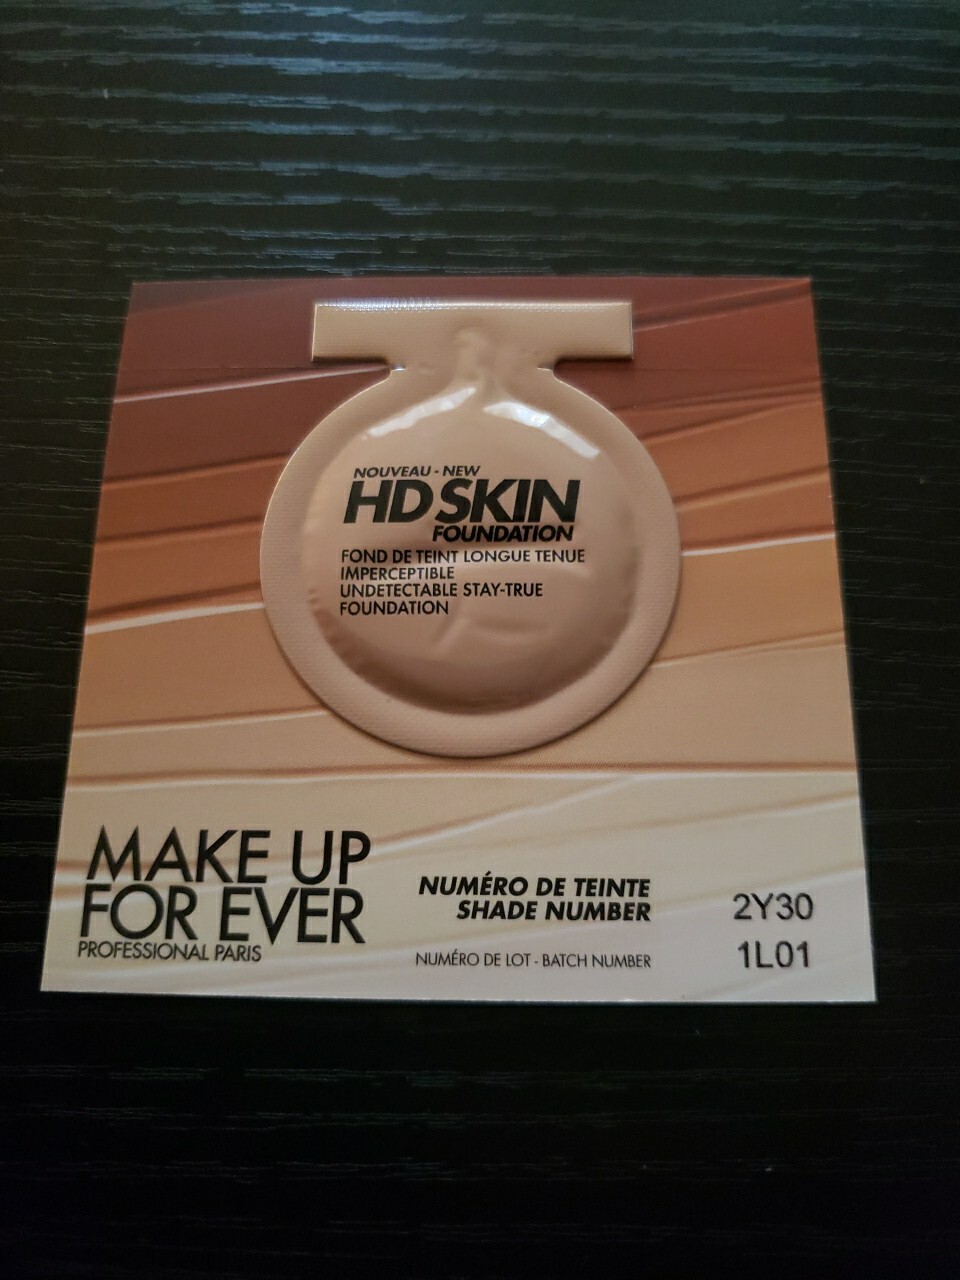 NOUVEAU - NEW
HD SKIN
FOUNDATION
FOND DE TEINT LONGUE TENUE
IMPERCEPTIBLE
UNDETECTABLE STAY-TRUE
FOUNDATION
MAKE UP
FOR EVER
PROFESSIONAL PARIS
NUMÉRO DE TEINTE
SHADE NUMBER
2Y30
NUMÉRO DE LOT - BATCH NUMBER
1L01